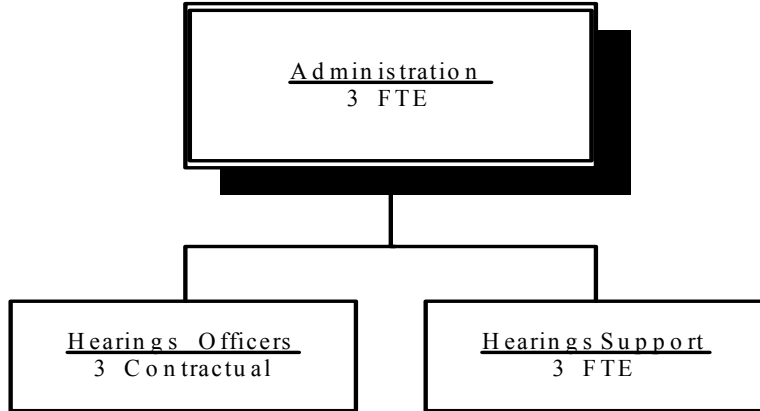 Administration
3 FTE
Hearings Officers
3 Contractual
Hearings Support
3 FTE